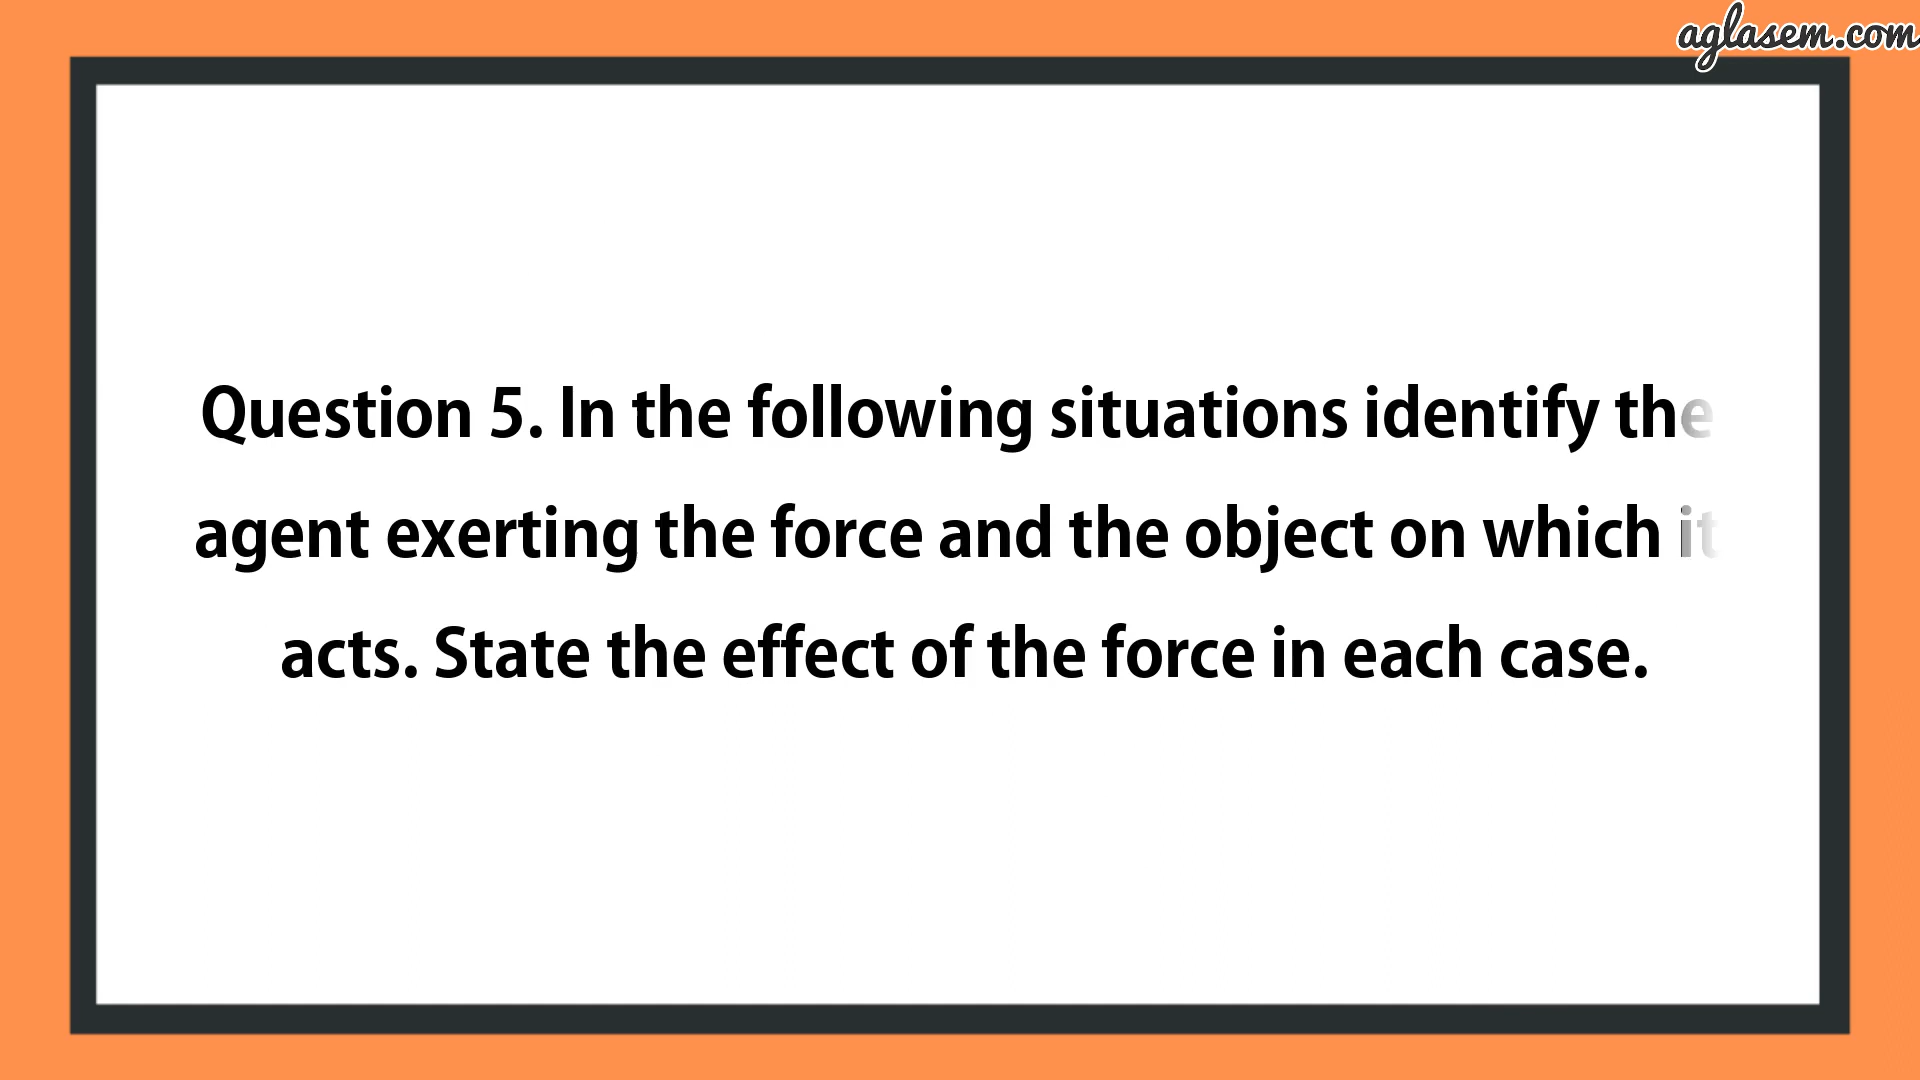 aglasem.com
Question 5. In the following situations identify the
agent exerting the force and the object on which it
acts. State the effect of the force in each case.